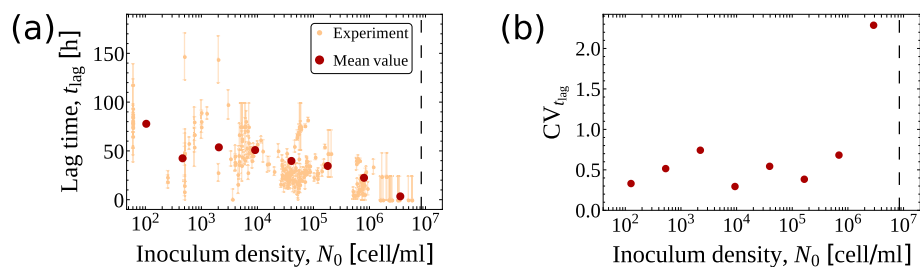 (a)
Lag time, t_lag [h]
150
100
50
0
Experiment
Mean value
10^2 10^3 10^4 10^5 10^6 10^7
Inoculum density, N_0 [cell/ml]
(b)
CV_t_lag
2.0
1.5
1.0
0.5
0.0
10^2 10^3 10^4 10^5 10^6 10^7
Inoculum density, N_0 [cell/ml]